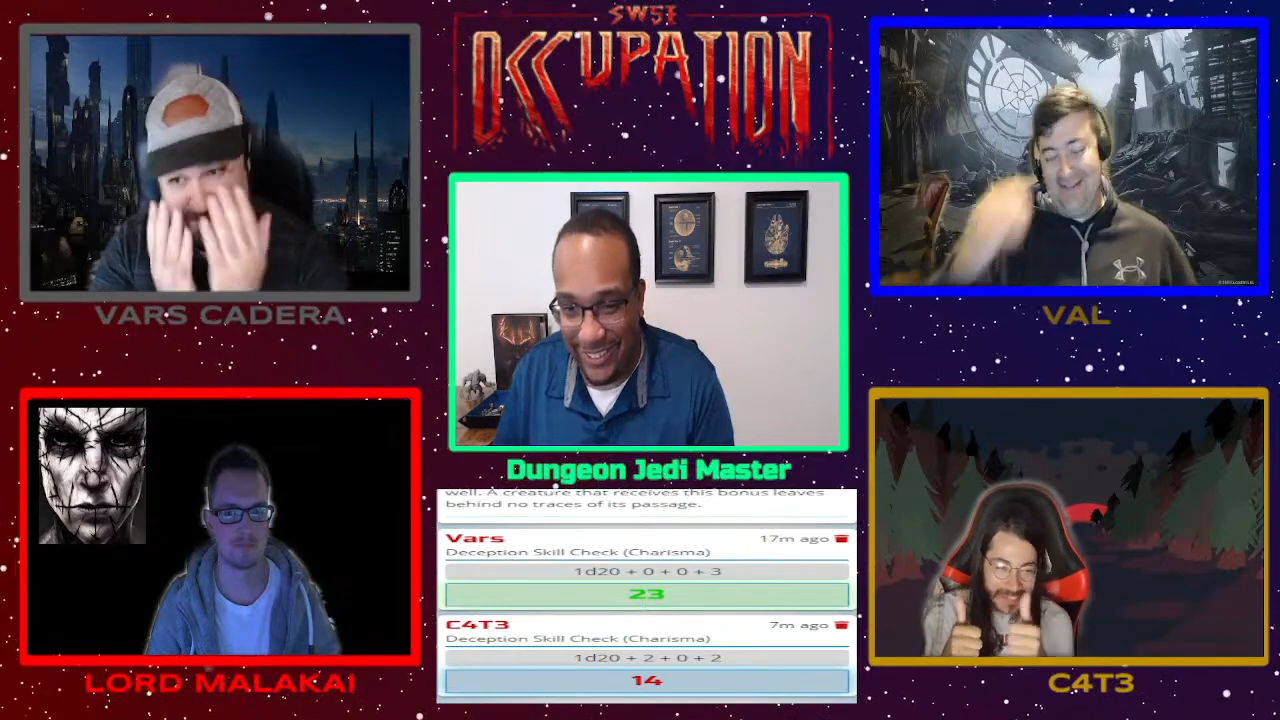 SW5E
OCCUPATION
VARS CADERA
VAL
Dungeon Jedi Master
well. A creature that receives this bonus leaves
behind no traces of its passage.
Vars
17m ago
Deception Skill Check (Charisma)
1d20 + 0 + 0 + 3
23
C4T3
7m ago
Deception Skill Check (Charisma)
1d20 + 2 + 0 + 2
14
LORD MALAKAI
C4T3